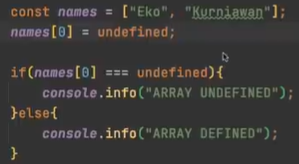 const names = ["Eko", "Kurniawan"];
names[0] = undefined;
if(names[0] === undefined){
console.info("ARRAY UNDEFINED");
}else{
console.info("ARRAY DEFINED");
}